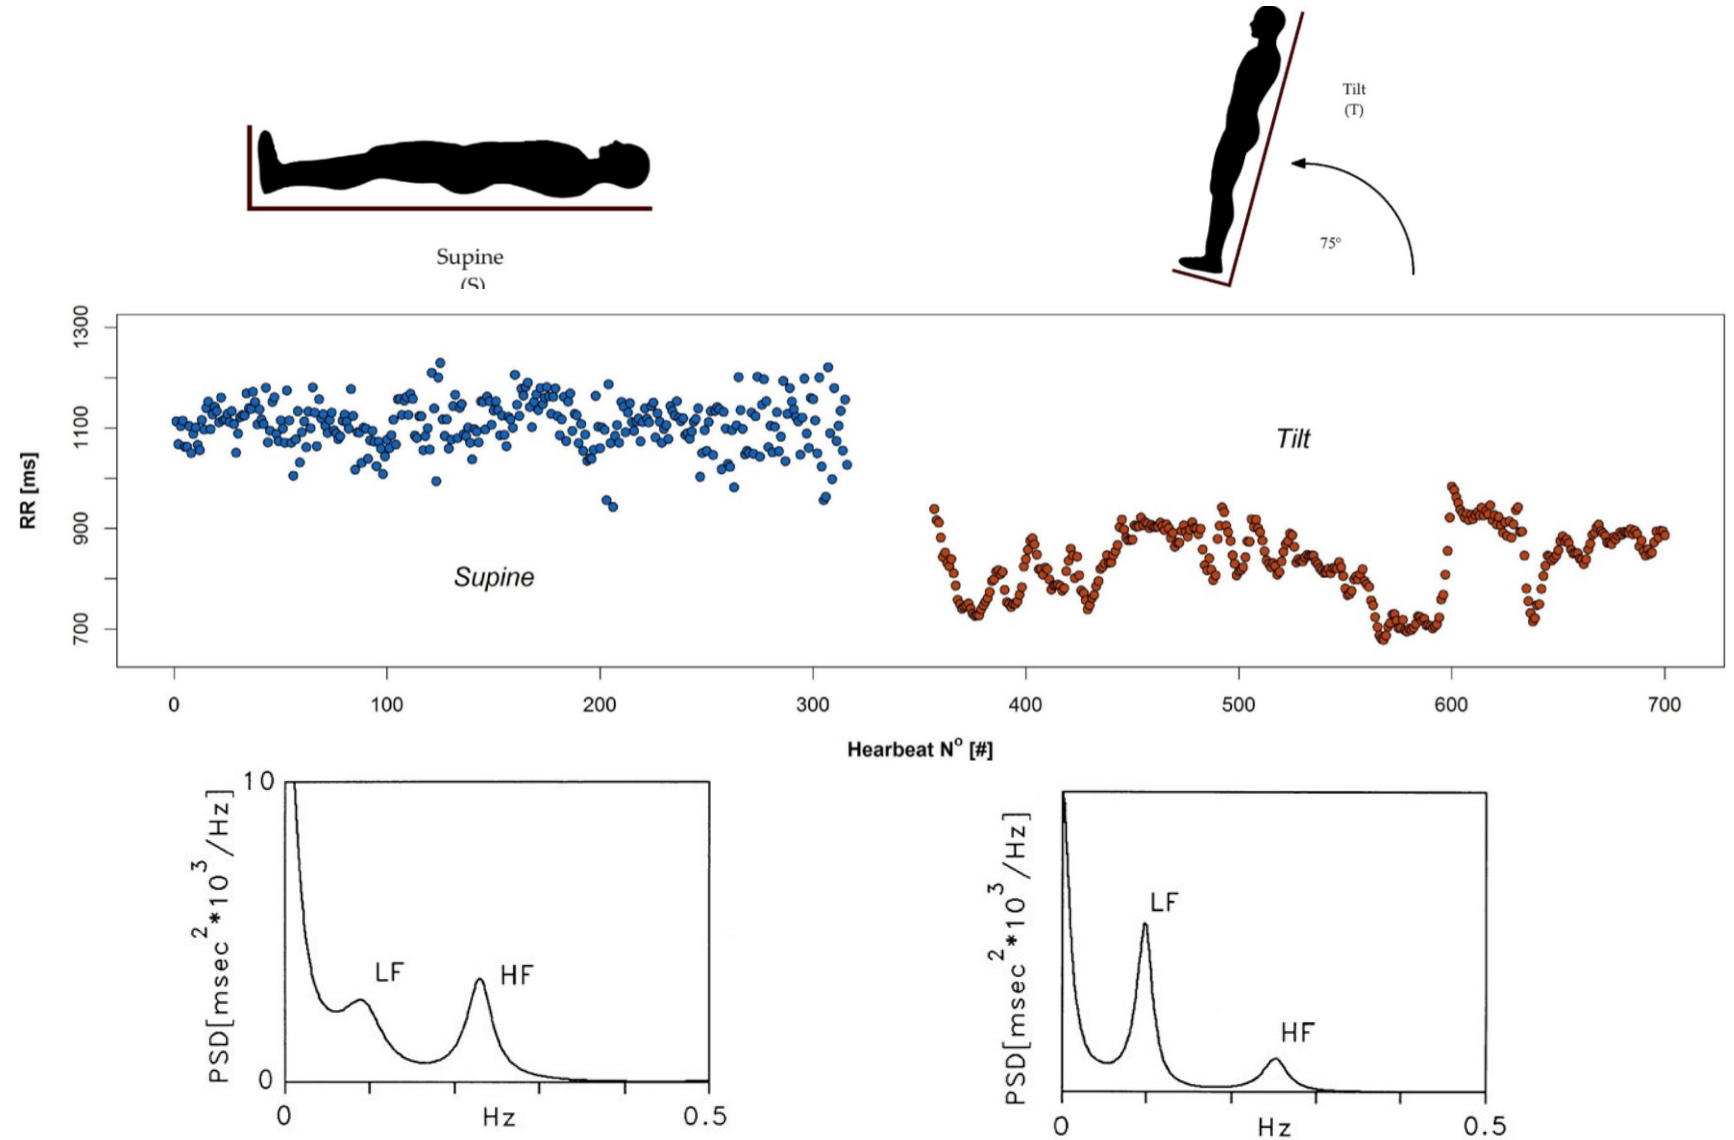 Tilt
(T)
75°
Supine
(S)
RR [ms]
1300
1100
900
700
Supine
Tilt
0 100 200 300 400 500 600 700
Hearbeat N° [#]
PSD[msec²*10³/Hz]
10
0
LF
HF
0 Hz 0.5
PSD[msec²*10³/Hz]
LF
HF
0 Hz 0.5